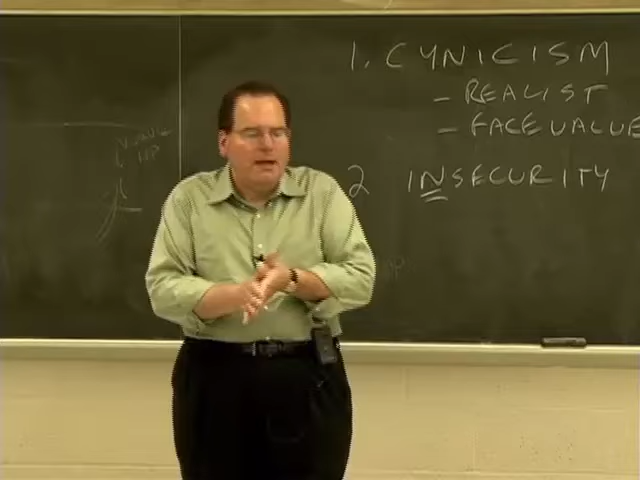 1. CYNICISM
- REALIST
- FACE VALUE
2 INSECURITY